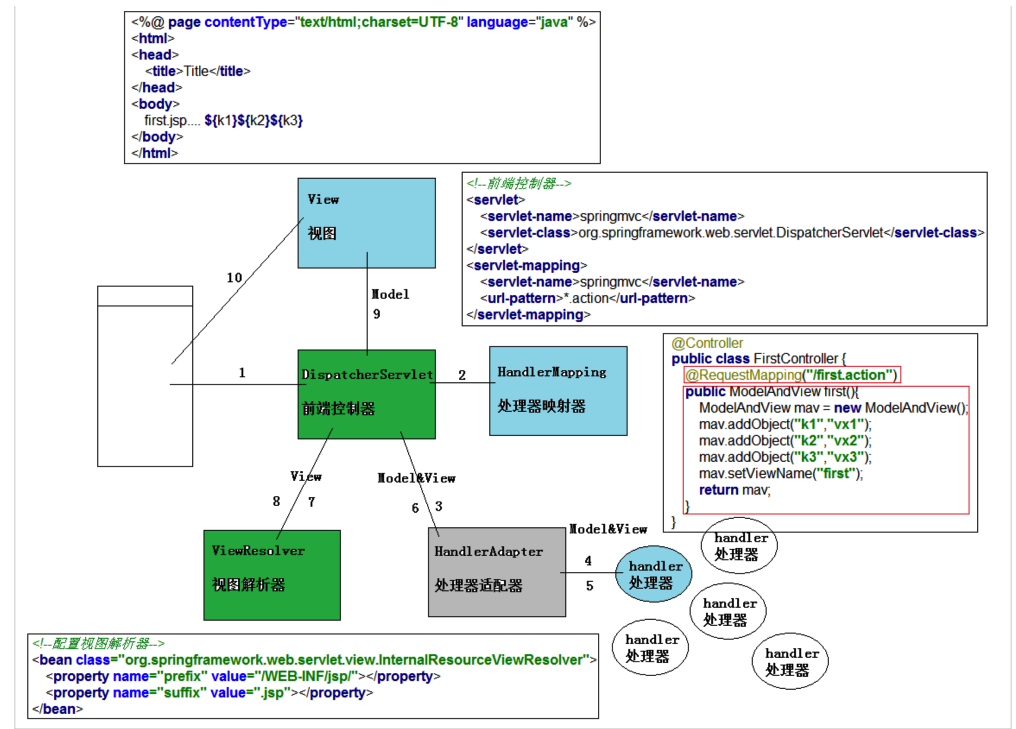 <%@ page contentType="text/html;charset=UTF-8" language="java" %>
<html>
<head>
<title>Title</title>
</head>
<body>
first.jsp.... ${k1}${k2}${k3}
</body>
</html>
View
视图
<!--前端控制器-->
<servlet>
<servlet-name>springmvc</servlet-name>
<servlet-class>org.springframework.web.servlet.DispatcherServlet</servlet-class>
</servlet>
<servlet-mapping>
<servlet-name>springmvc</servlet-name>
<url-pattern>*.action</url-pattern>
</servlet-mapping>
10
Model
9
1
DispatcherServlet
前端控制器
2
HandlerMapping
处理器映射器
@Controller
public class FirstController {
@RequestMapping("/first.action")
public ModelAndView first(){
ModelAndView mav = new ModelAndView();
mav.addObject("k1","vx1");
mav.addObject("k2","vx2");
mav.addObject("k3","vx3");
mav.setViewName("first");
return mav;
}
}
View
8 7
Model&View
6 3
ViewResolver
视图解析器
HandlerAdapter
处理器适配器
Model&View
4
5
handler
处理器
handler
处理器
handler
处理器
handler
处理器
handler
处理器
<!--配置视图解析器-->
<bean class="org.springframework.web.servlet.view.InternalResourceViewResolver">
<property name="prefix" value="/WEB-INF/jsp/"></property>
<property name="suffix" value=".jsp"></property>
</bean>